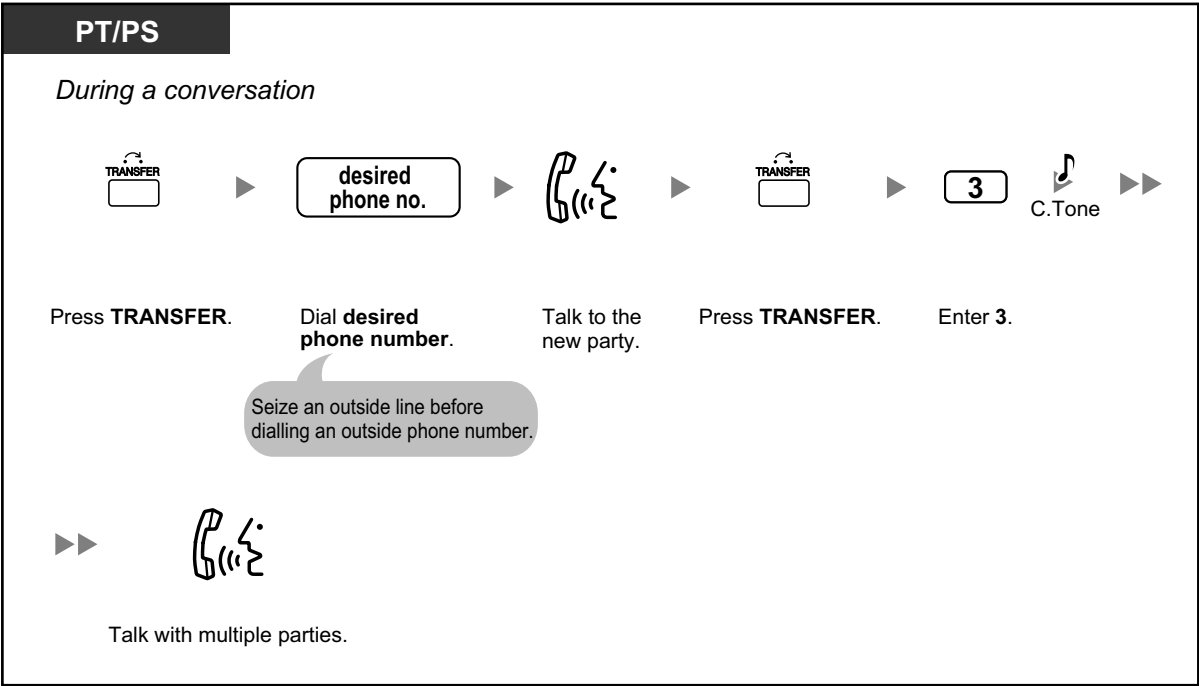 PT/PS
During a conversation
TRANSFER
desired
phone no.
TRANSFER
3
C.Tone
Press TRANSFER.
Dial desired
phone number.
Talk to the
new party.
Press TRANSFER.
Enter 3.
Seize an outside line before
dialling an outside phone number.
Talk with multiple parties.